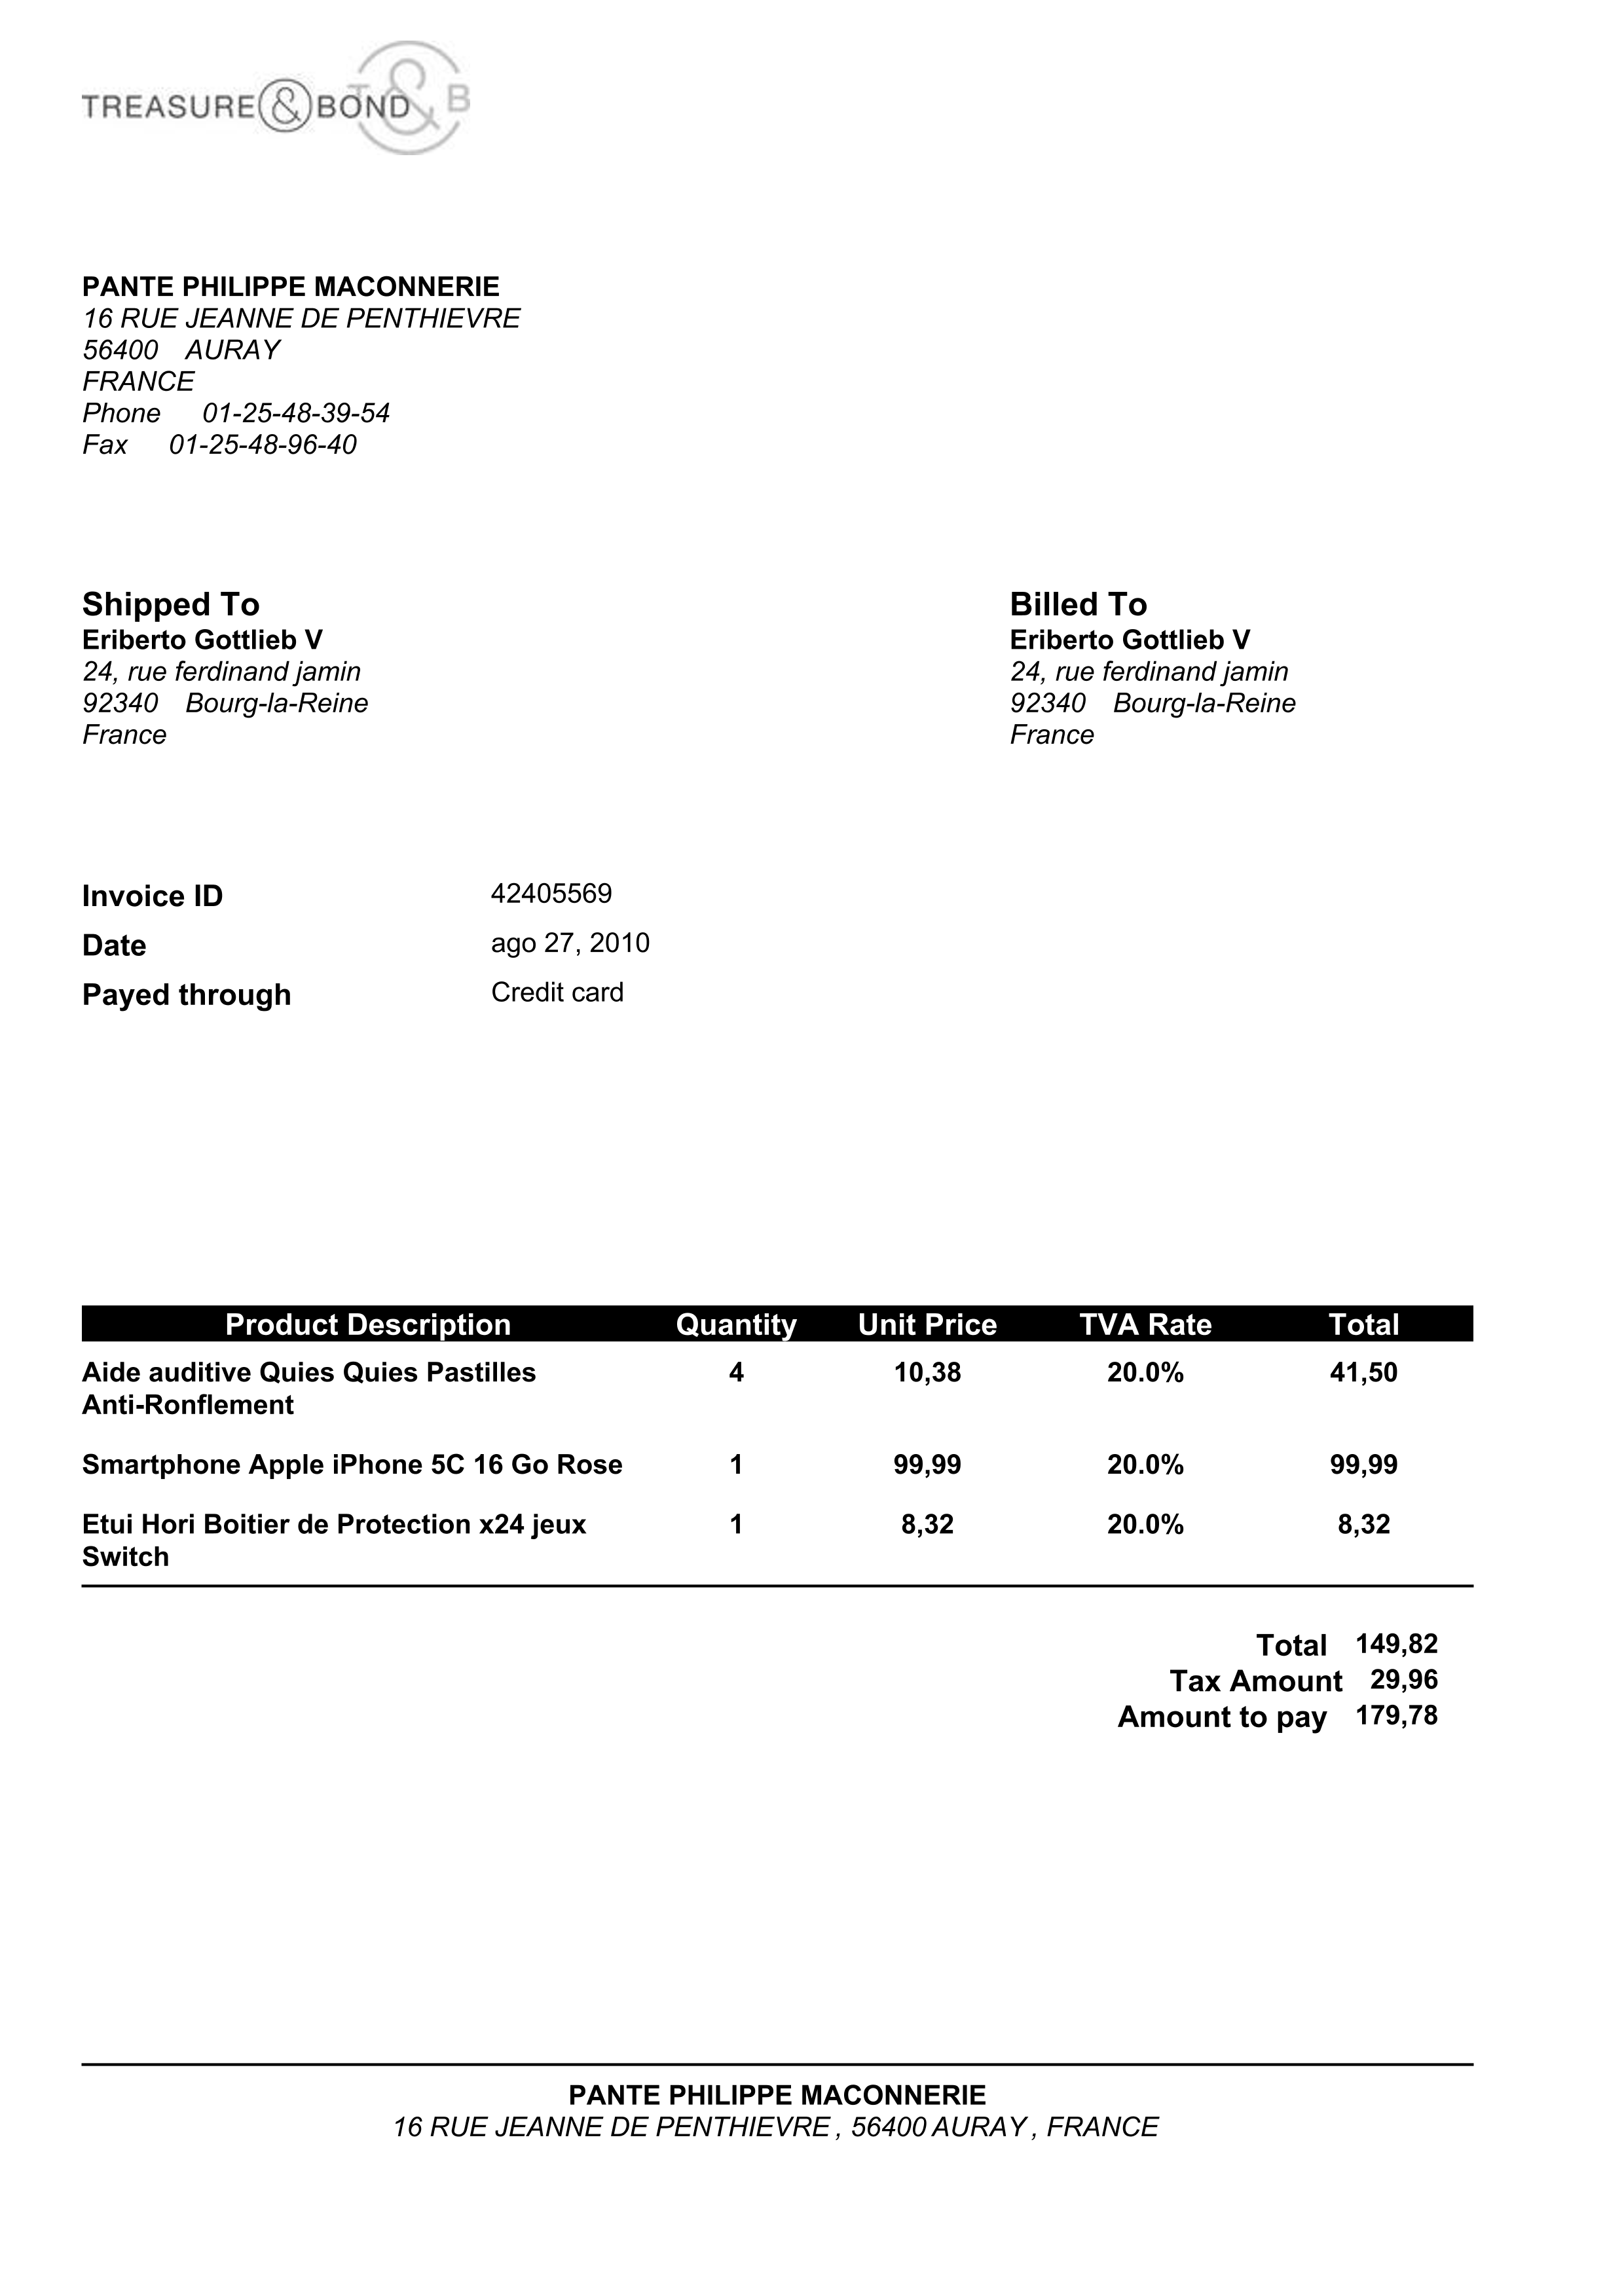 TREASURE & BOND T & B
PANTE PHILIPPE MACONNERIE
16 RUE JEANNE DE PENTHIEVRE
56400 AURAY
FRANCE
Phone 01-25-48-39-54
Fax 01-25-48-96-40
Shipped To
Eriberto Gottlieb V
24, rue ferdinand jamin
92340 Bourg-la-Reine
France
Billed To
Eriberto Gottlieb V
24, rue ferdinand jamin
92340 Bourg-la-Reine
France
Invoice ID 42405569
Date ago 27, 2010
Payed through Credit card
Product Description Quantity Unit Price TVA Rate Total
Aide auditive Quies Quies Pastilles 4 10,38 20.0% 41,50
Anti-Ronflement
Smartphone Apple iPhone 5C 16 Go Rose 1 99,99 20.0% 99,99
Etui Hori Boitier de Protection x24 jeux 1 8,32 20.0% 8,32
Switch
Total 149,82
Tax Amount 29,96
Amount to pay 179,78
PANTE PHILIPPE MACONNERIE
16 RUE JEANNE DE PENTHIEVRE , 56400 AURAY , FRANCE